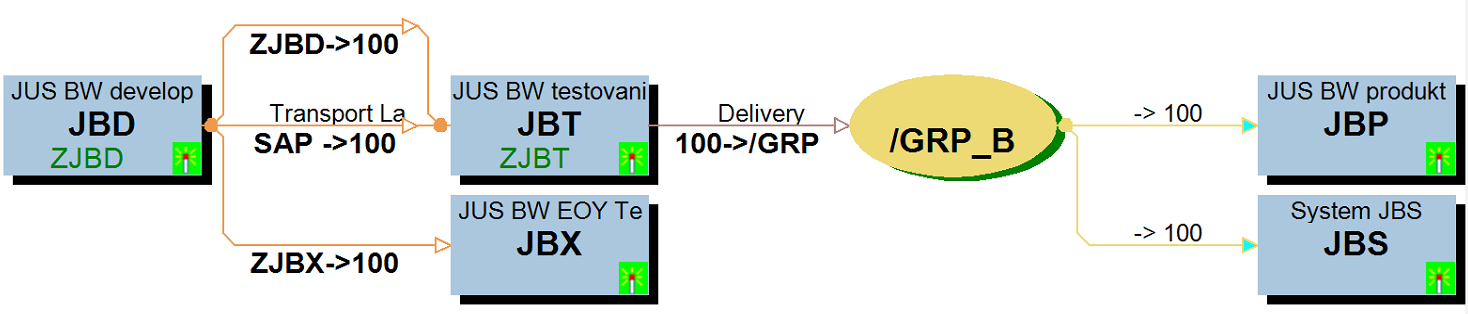 ZJBD->100
JUS BW develop
JBD
ZJBD
Transport La
SAP ->100
JUS BW testovani
JBT
ZJBT
Delivery
100->/GRP
/GRP_B
-> 100
JUS BW produkt
JBP
ZJBX->100
JUS BW EOY Te
JBX
-> 100
System JBS
JBS